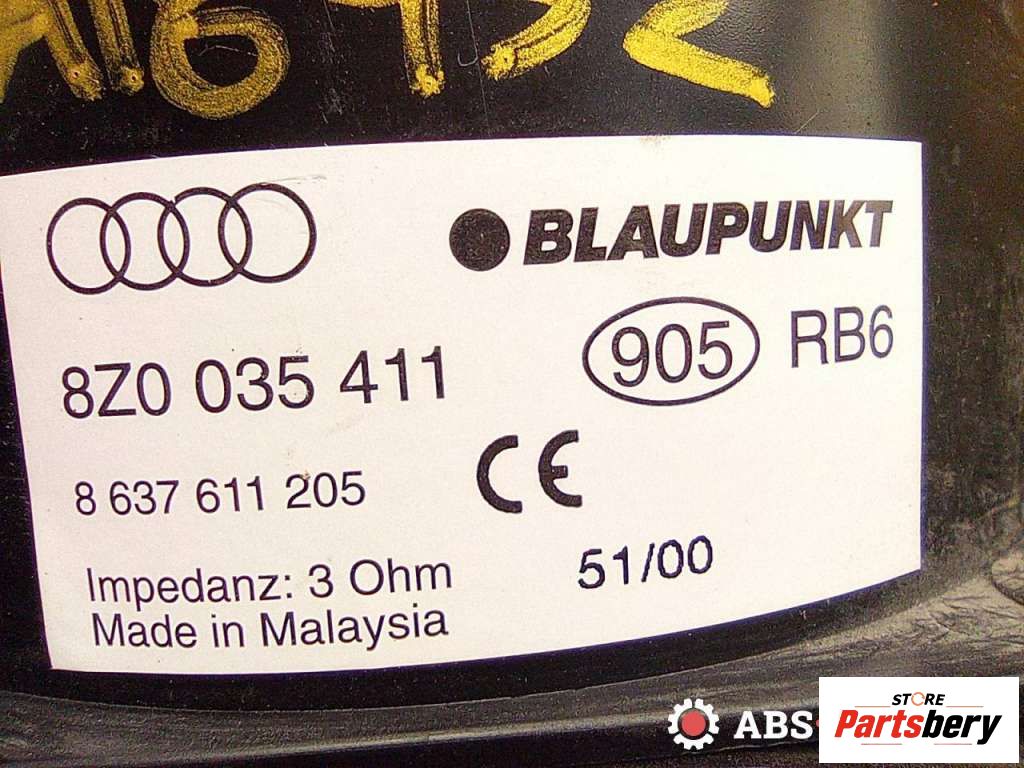 BLAUPUNKT
8Z0 035 411
905 RB6
8 637 611 205
CE
Impedanz: 3 Ohm
51/00
Made in Malaysia
ABS
STORE
Partsbery